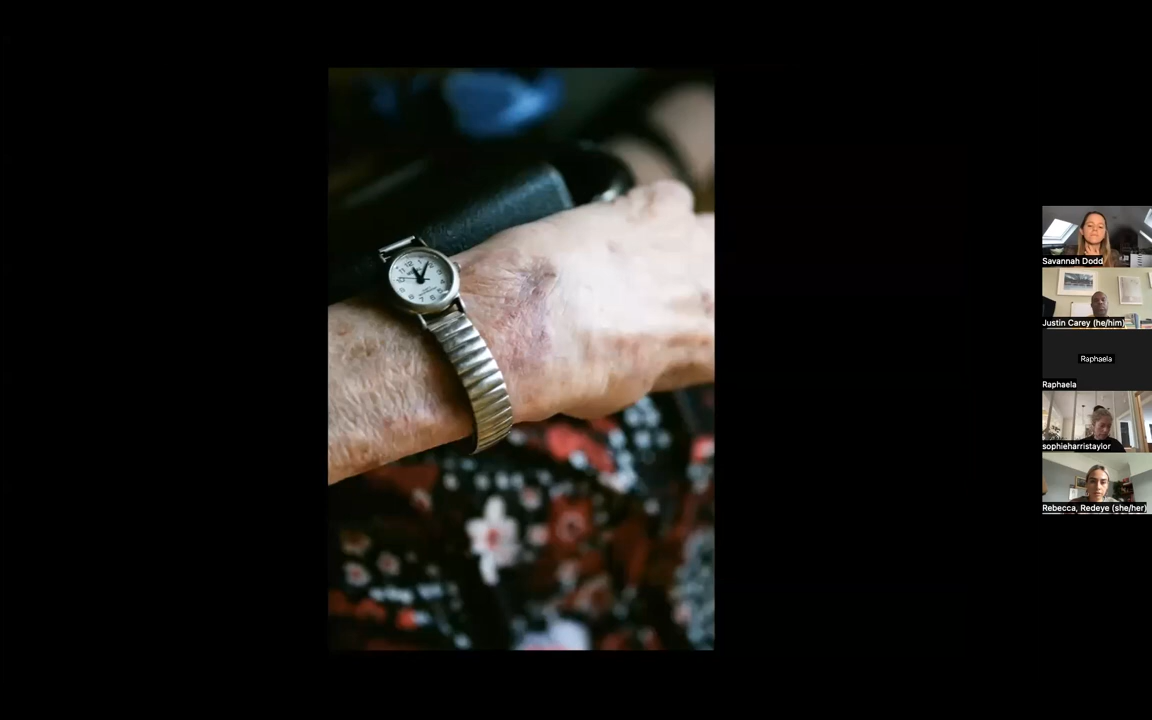 Savannah Dodd
Justin Carey (he/him)
Raphaela
Raphaela
sophieharristaylor
Rebecca, Redeye (she/her)